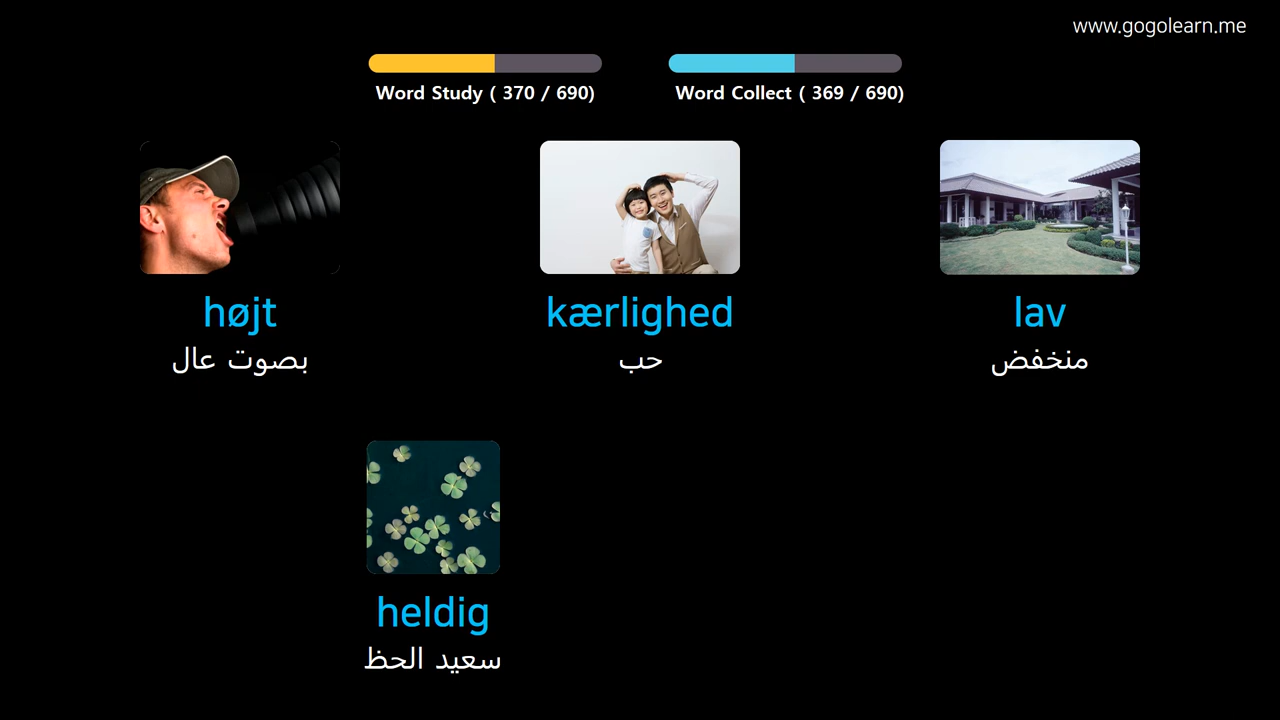 www.gogolearn.me
Word Study ( 370 / 690)
Word Collect ( 369 / 690)
højt
بصوت عال
kærlighed
حب
lav
منخفض
heldig
سعيد الحظ